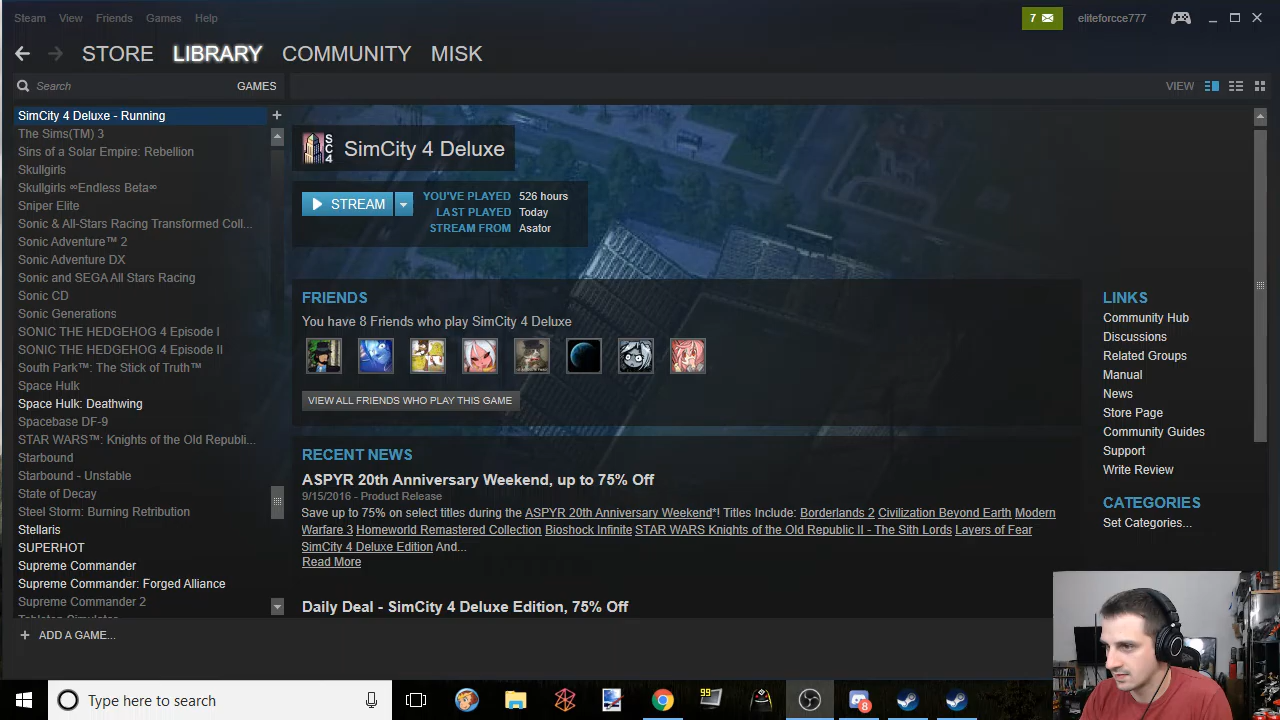 Steam View Friends Games Help
7 eliteforcce777
STORE LIBRARY COMMUNITY MISK
Search GAMES
VIEW
SimCity 4 Deluxe - Running
The Sims(TM) 3
Sins of a Solar Empire: Rebellion
Skullgirls
Skullgirls ∞Endless Beta∞
Sniper Elite
Sonic & All-Stars Racing Transformed Coll...
Sonic Adventure™ 2
Sonic Adventure DX
Sonic and SEGA All Stars Racing
Sonic CD
Sonic Generations
SONIC THE HEDGEHOG 4 Episode I
SONIC THE HEDGEHOG 4 Episode II
South Park™: The Stick of Truth™
Space Hulk
Space Hulk: Deathwing
Spacebase DF-9
STAR WARS™: Knights of the Old Republi...
Starbound
Starbound - Unstable
State of Decay
Steel Storm: Burning Retribution
Stellaris
SUPERHOT
Supreme Commander
Supreme Commander: Forged Alliance
Supreme Commander 2
+ ADD A GAME...
SC4
SimCity 4 Deluxe
STREAM
YOU'VE PLAYED 526 hours
LAST PLAYED Today
STREAM FROM Asator
FRIENDS
You have 8 Friends who play SimCity 4 Deluxe
VIEW ALL FRIENDS WHO PLAY THIS GAME
RECENT NEWS
ASPYR 20th Anniversary Weekend, up to 75% Off
9/15/2016 - Product Release
Save up to 75% on select titles during the ASPYR 20th Anniversary Weekend*! Titles Include: Borderlands 2 Civilization Beyond Earth Modern
Warfare 3 Homeworld Remastered Collection Bioshock Infinite STAR WARS Knights of the Old Republic II - The Sith Lords Layers of Fear
SimCity 4 Deluxe Edition And...
Read More
Daily Deal - SimCity 4 Deluxe Edition, 75% Off
LINKS
Community Hub
Discussions
Related Groups
Manual
News
Store Page
Community Guides
Support
Write Review
CATEGORIES
Set Categories...
Type here to search
99
8